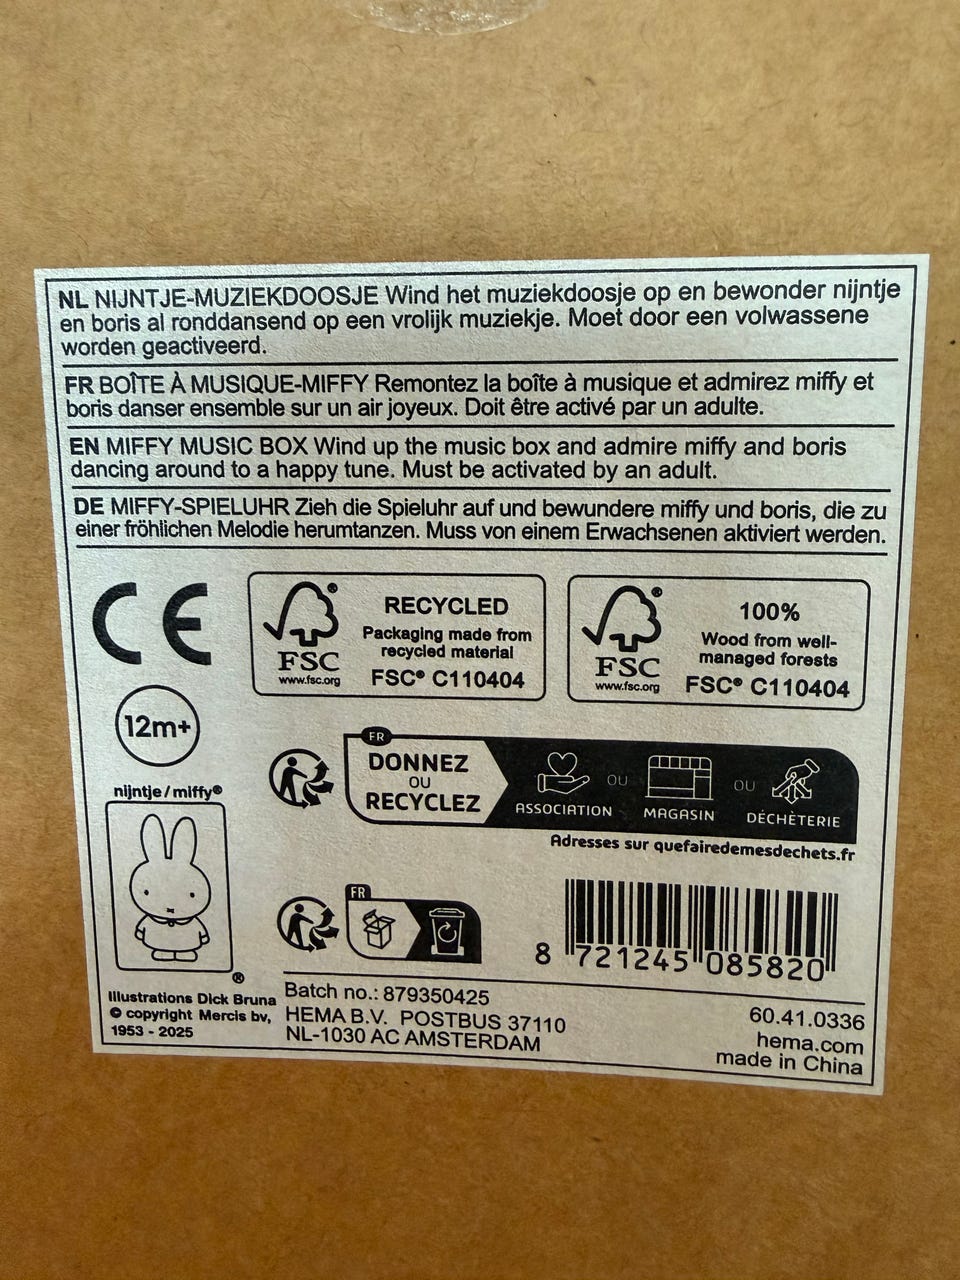 NL NIJNTJE-MUZIEKDOOSJE Wind het muziekdoosje op en bewonder nijntje
en boris al ronddansend op een vrolijk muziekje. Moet door een volwassene
worden geactiveerd.
FR BOÎTE À MUSIQUE-MIFFY Remontez la boîte à musique et admirez miffy et
boris danser ensemble sur un air joyeux. Doit être activé par un adulte.
EN MIFFY MUSIC BOX Wind up the music box and admire miffy and boris
dancing around to a happy tune. Must be activated by an adult.
DE MIFFY-SPIELUHR Zieh die Spieluhr auf und bewundere miffy und boris, die zu
einer fröhlichen Melodie herumtanzen. Muss von einem Erwachsenen aktiviert werden.
CE
FSC®
www.fsc.org
RECYCLED
Packaging made from
recycled material
FSC® C110404
FSC®
www.fsc.org
100%
Wood from well-
managed forests
FSC® C110404
12m+
FR
DONNEZ
OU
RECYCLEZ
ASSOCIATION
OU
MAGASIN
OU
DÉCHÈTERIE
Adresses sur quefairedemesdechets.fr
nijntje / miffy®
®
FR
8 721245 085820
Illustrations Dick Bruna
© copyright Mercis bv,
1953 - 2025
Batch no.: 879350425
HEMA B.V. POSTBUS 37110
NL-1030 AC AMSTERDAM
60.41.0336
hema.com
made in China